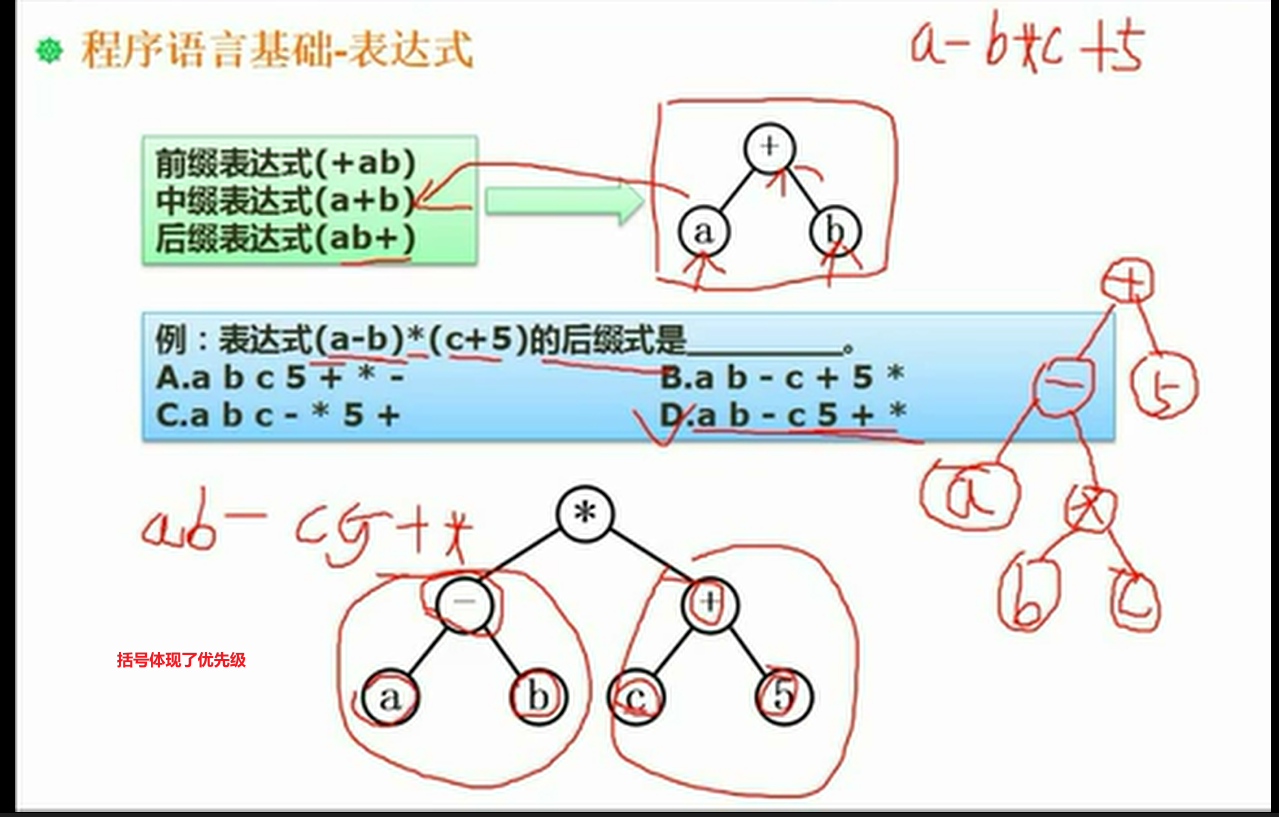 程序语言基础-表达式
a-b*c+5
前缀表达式(+ab)
中缀表达式(a+b)
后缀表达式(ab+)
+
a b
例：表达式(a-b)*(c+5)的后缀式是__________。
A.a b c 5 + * -
B.a b - c + 5 *
C.a b c - * 5 +
D.a b - c 5 + *
+
- 5
a *
b c
ab- c5+*
*
- +
a b c 5
括号体现了优先级